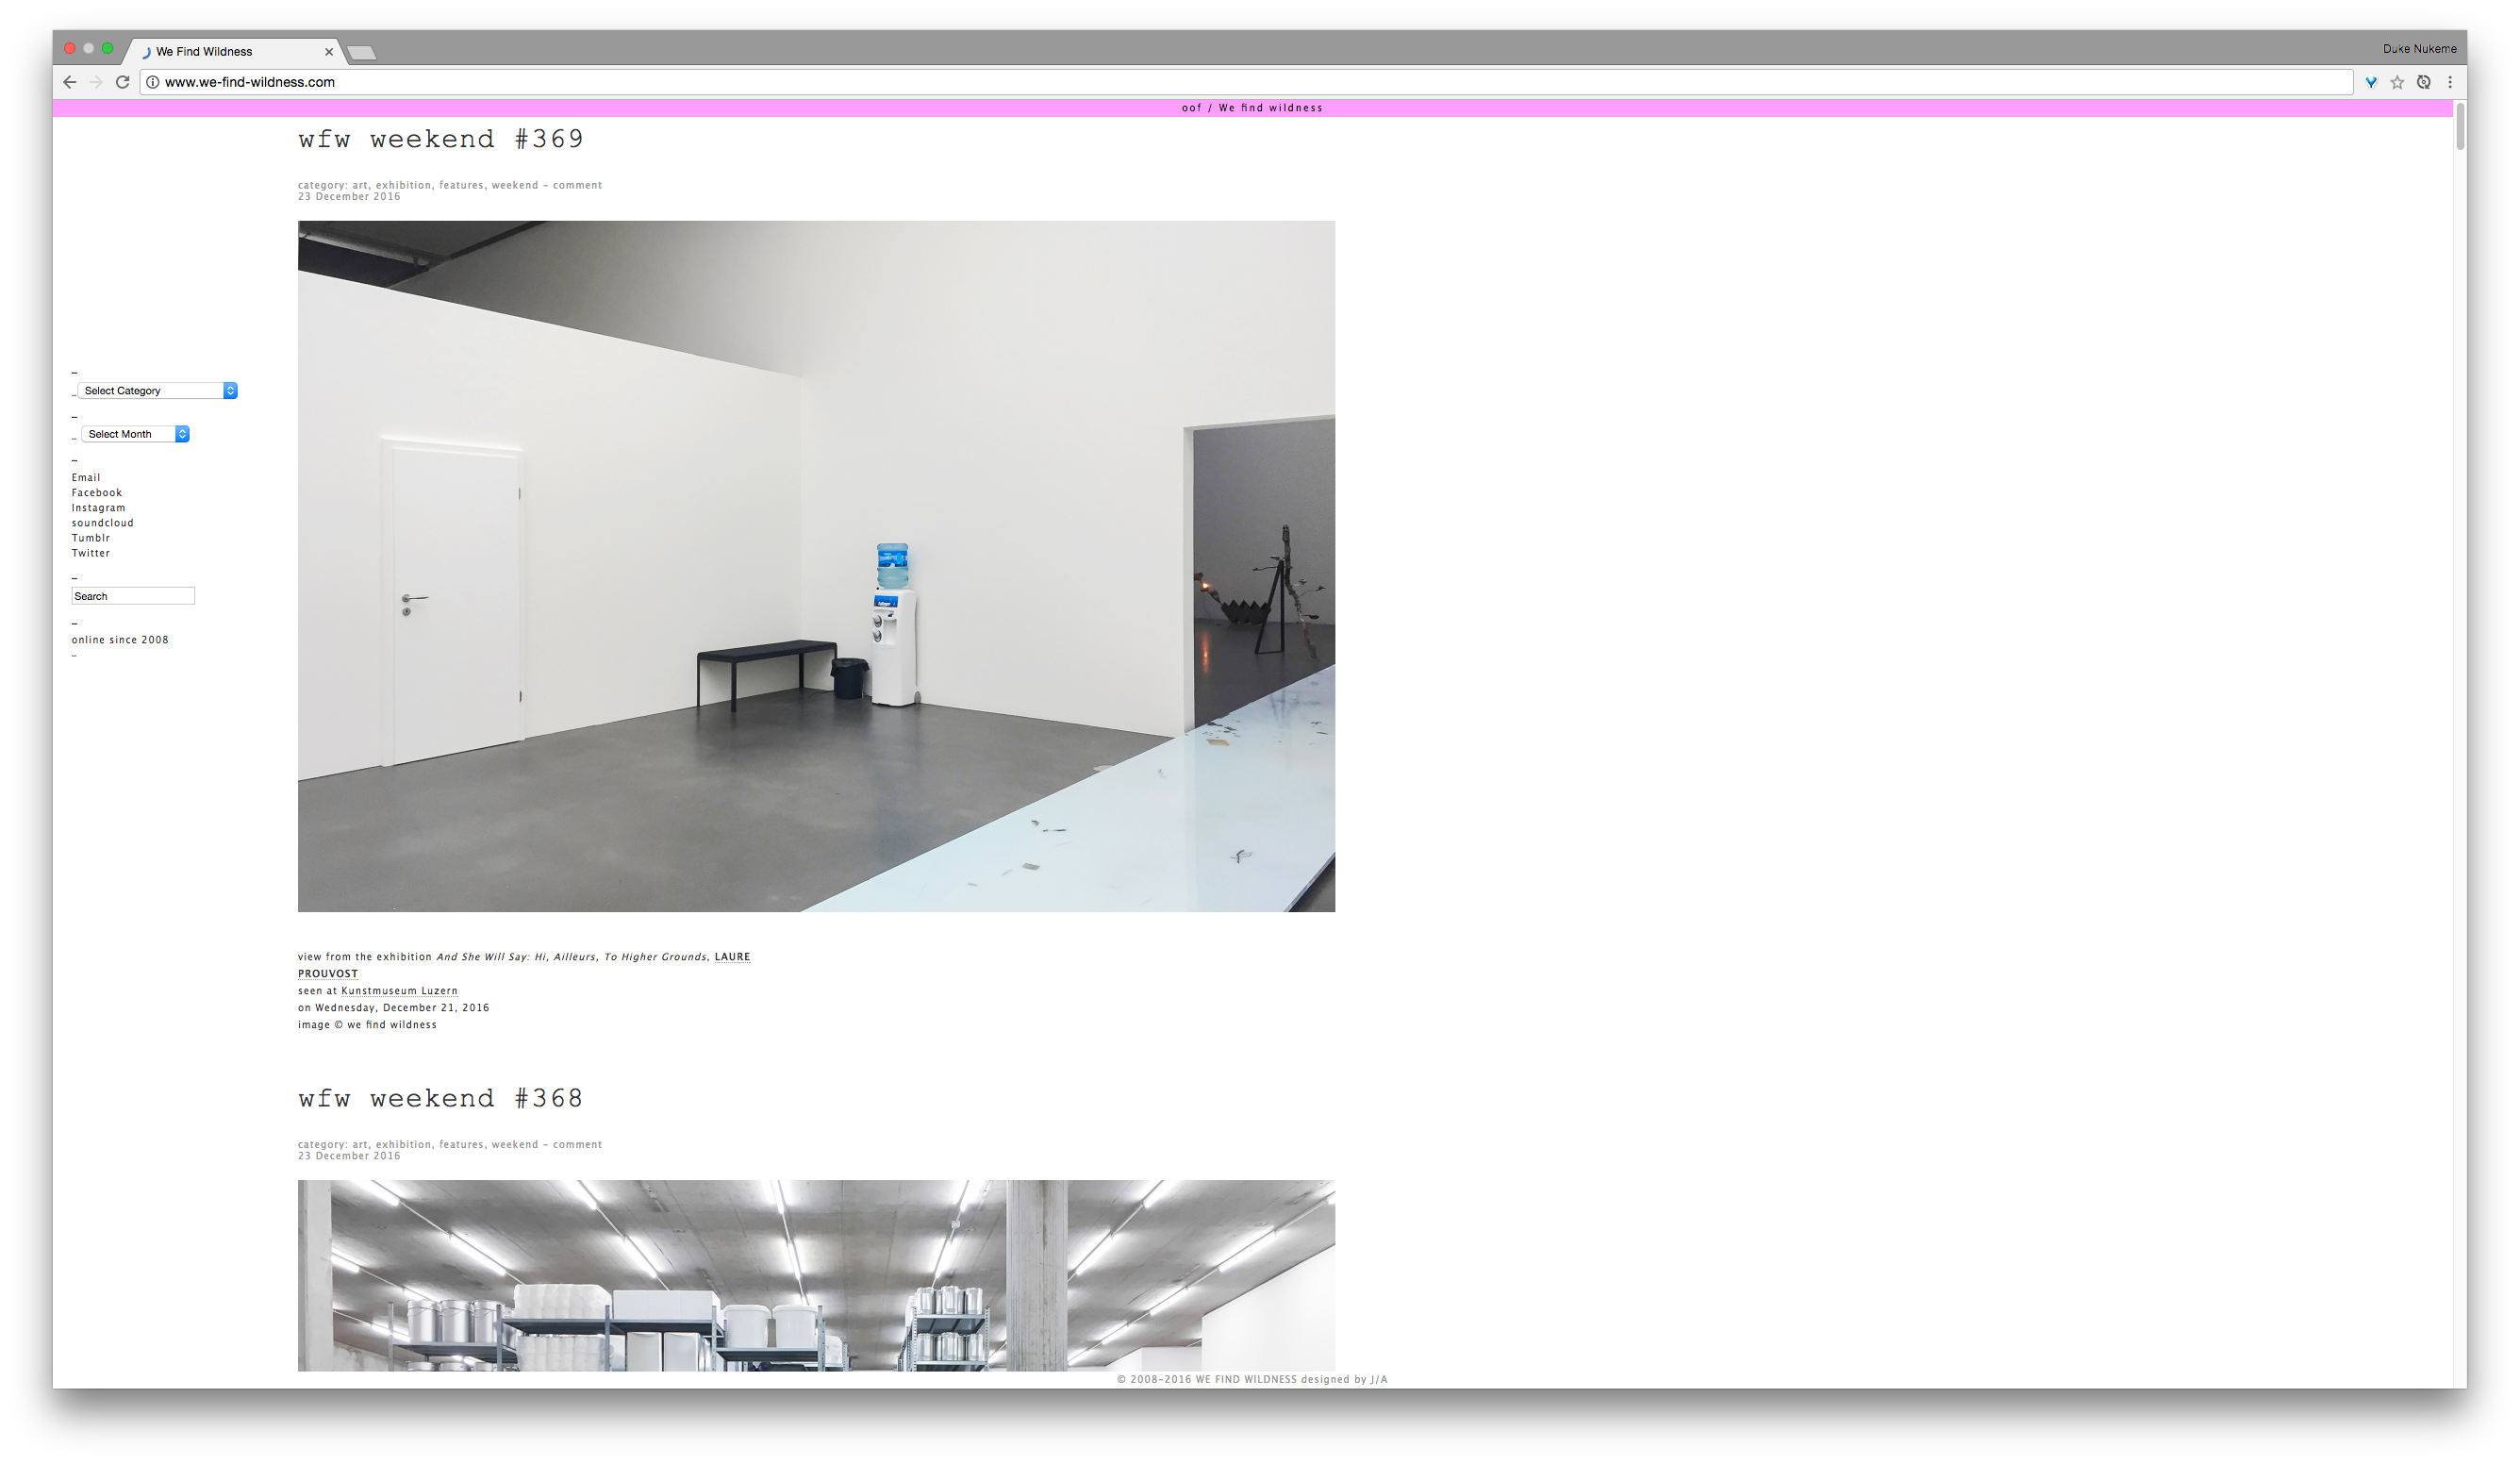 We Find Wildness
Duke Nukeme
www.we-find-wildness.com
oof / We find wildness
wfw weekend #369
category: art, exhibition, features, weekend – comment
23 December 2016
–
– Select Category
–
– Select Month
–
Email
Facebook
Instagram
soundcloud
Tumblr
Twitter
–
Search
–
online since 2008
–
view from the exhibition And She Will Say: Hi, Ailleurs, To Higher Grounds, LAURE
PROUVOST
seen at Kunstmuseum Luzern
on Wednesday, December 21, 2016
image © we find wildness
wfw weekend #368
category: art, exhibition, features, weekend – comment
23 December 2016
© 2008–2016 WE FIND WILDNESS designed by J/A